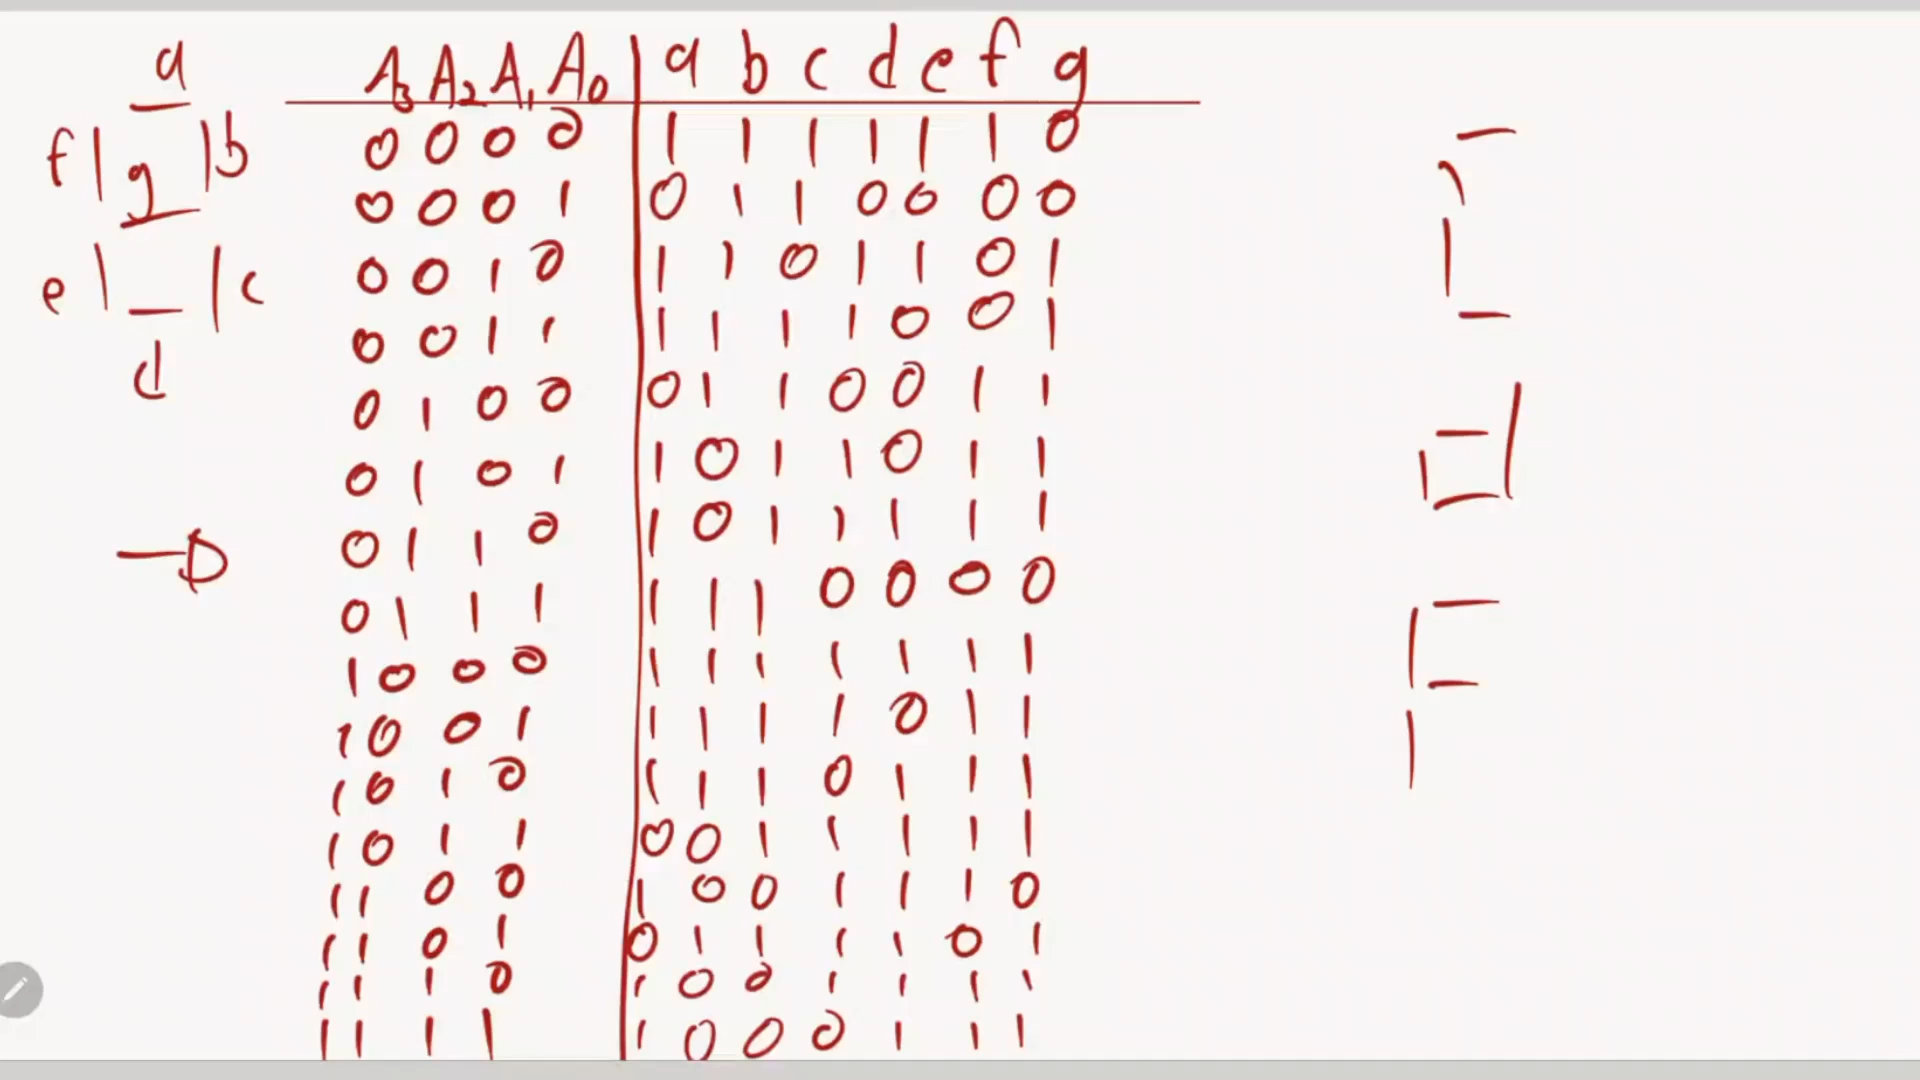 a
f g b
e c
d
A3 A2 A1 A0 a b c d e f g
0 0 0 0 1 1 1 1 1 1 0
0 0 0 1 0 1 1 0 0 0 0
0 0 1 0 1 1 0 1 1 0 1
0 0 1 1 1 1 1 1 0 0 1
0 1 0 0 0 1 1 0 0 1 1
0 1 0 1 1 0 1 1 0 1 1
0 1 1 0 1 0 1 1 1 1 1
0 1 1 1 1 1 1 0 0 0 0
1 0 0 0 1 1 1 1 1 1 1
1 0 0 1 1 1 1 1 0 1 1
1 0 1 0 1 1 1 0 1 1 1
1 0 1 1 0 0 1 1 1 1 1
1 1 0 0 1 0 0 1 1 1 0
1 1 0 1 0 1 1 1 1 0 1
1 1 1 0 1 0 0 1 1 1 1
1 1 1 1 1 0 0 0 1 1 1